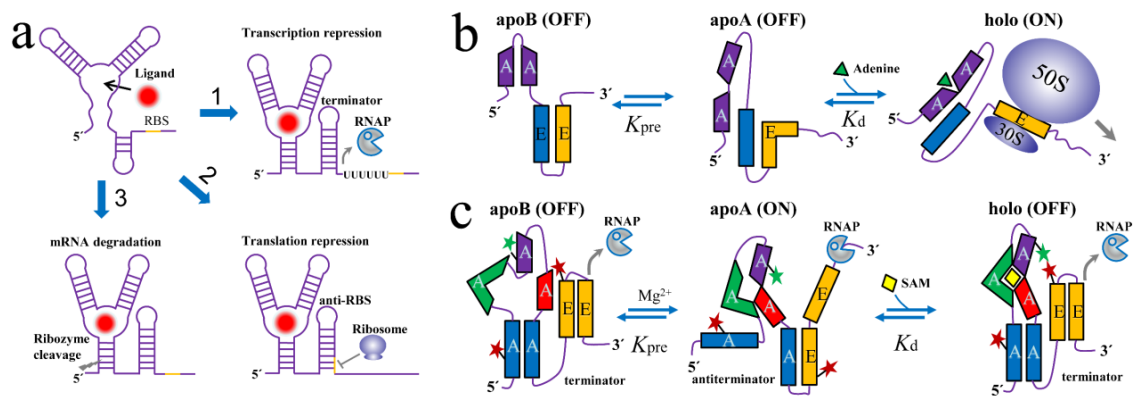 a
Ligand
RBS
5′
1
2
3
Transcription repression
terminator
RNAP
5′
UUUUUU
mRNA degradation
Ribozyme
cleavage
5′
Translation repression
anti-RBS
Ribosome
5′
b
apoB (OFF)
A A
5′
E E
3′
Kpre
apoA (OFF)
A
A
5′
E
3′
Adenine
Kd
holo (ON)
A
A
5′
50S
E
30S
3′
c
apoB (OFF)
RNAP
A
A
A
E E
A A
3′
5′
terminator
Mg2+
Kpre
apoA (ON)
RNAP
3′
A
A
A
E
A
A E
5′
antiterminator
SAM
Kd
holo (OFF)
RNAP
A
A
A
E E
A A
3′
5′
terminator